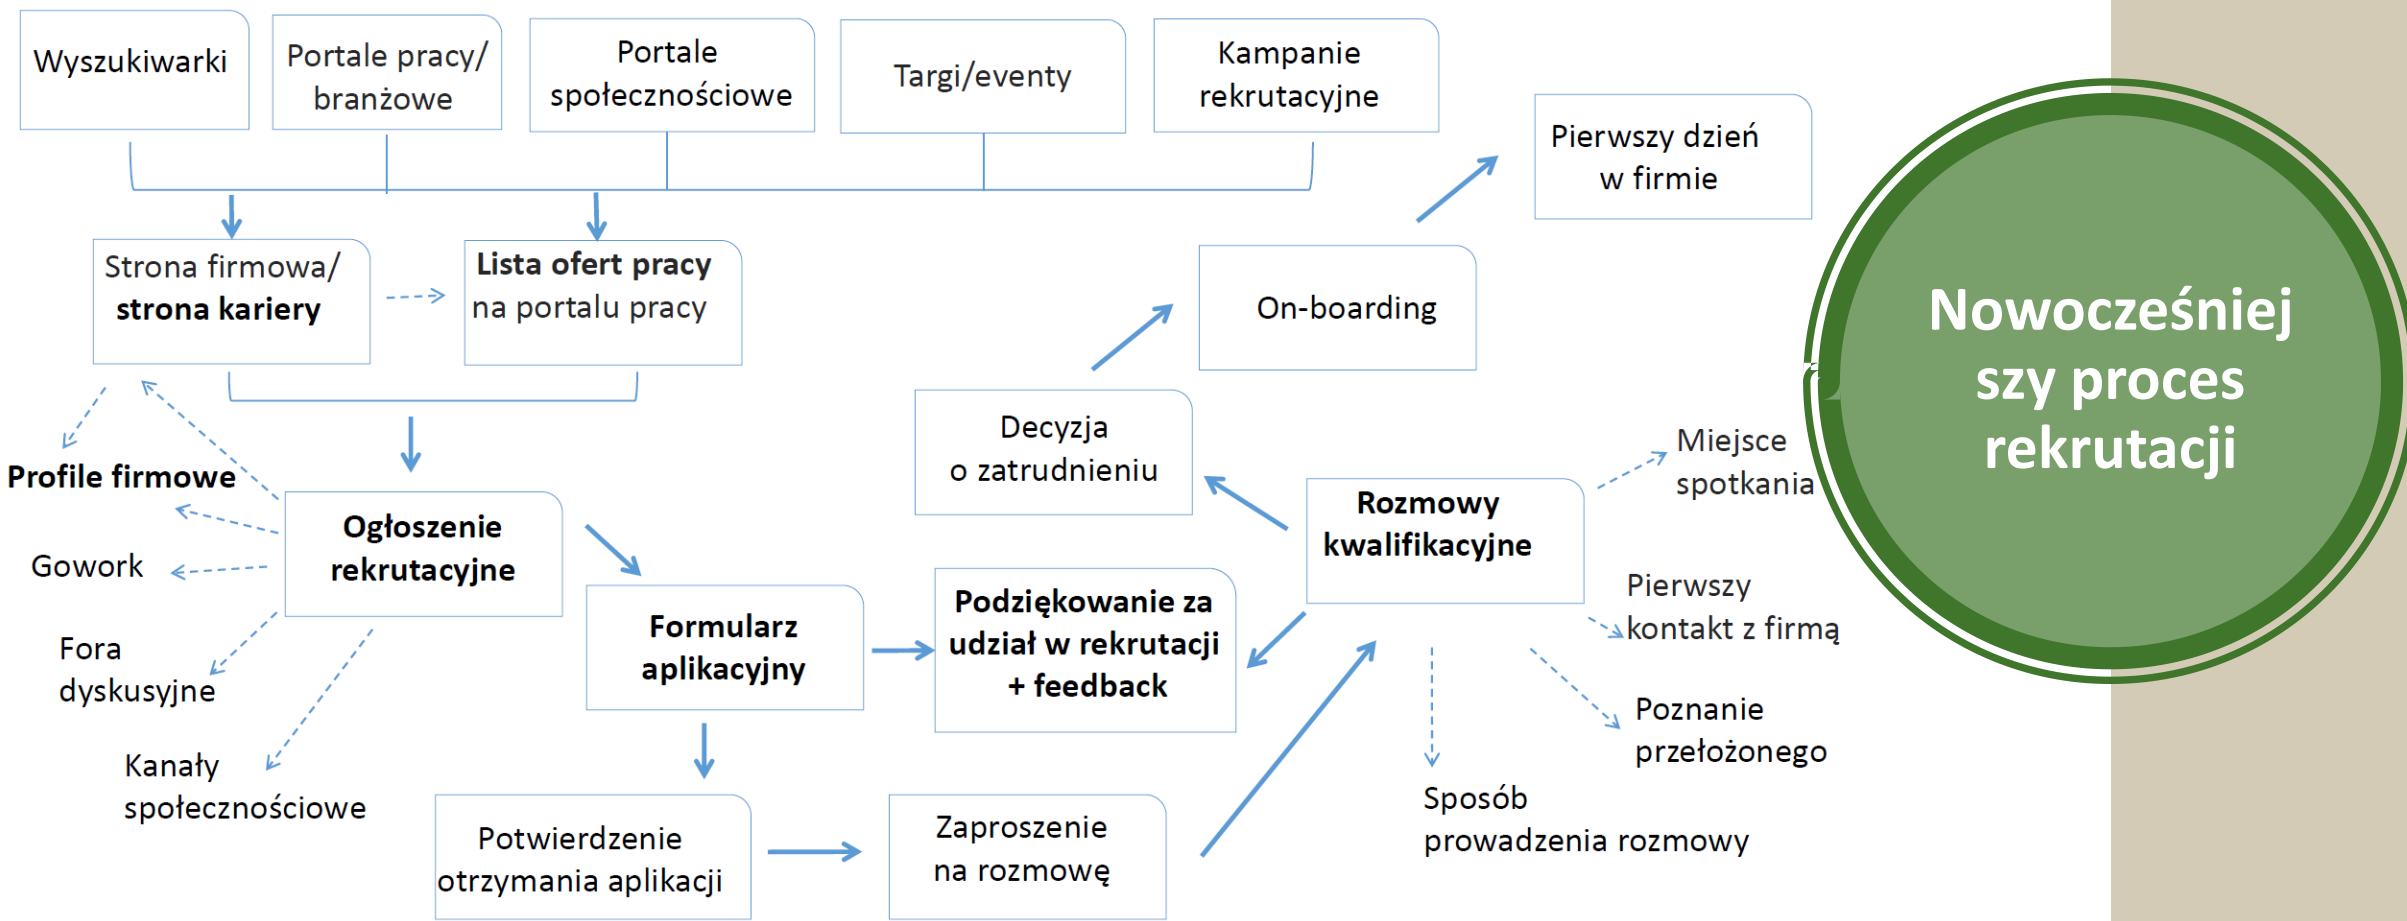 Wyszukiwarki
Portale pracy/
branżowe
Portale
społecznościowe
Targi/eventy
Kampanie
rekrutacyjne
Pierwszy dzień
w firmie
Strona firmowa/
strona kariery
Lista ofert pracy
na portalu pracy
On-boarding
Nowocześniej
szy proces
rekrutacji
Decyzja
o zatrudnieniu
Miejsce
spotkania
Profile firmowe
Ogłoszenie
rekrutacyjne
Rozmowy
kwalifikacyjne
Gowork
Pierwszy
kontakt z firmą
Formularz
aplikacyjny
Podziękowanie za
udział w rekrutacji
+ feedback
Fora
dyskusyjne
Poznanie
przełożonego
Kanały
społecznościowe
Sposób
prowadzenia rozmowy
Potwierdzenie
otrzymania aplikacji
Zaproszenie
na rozmowę